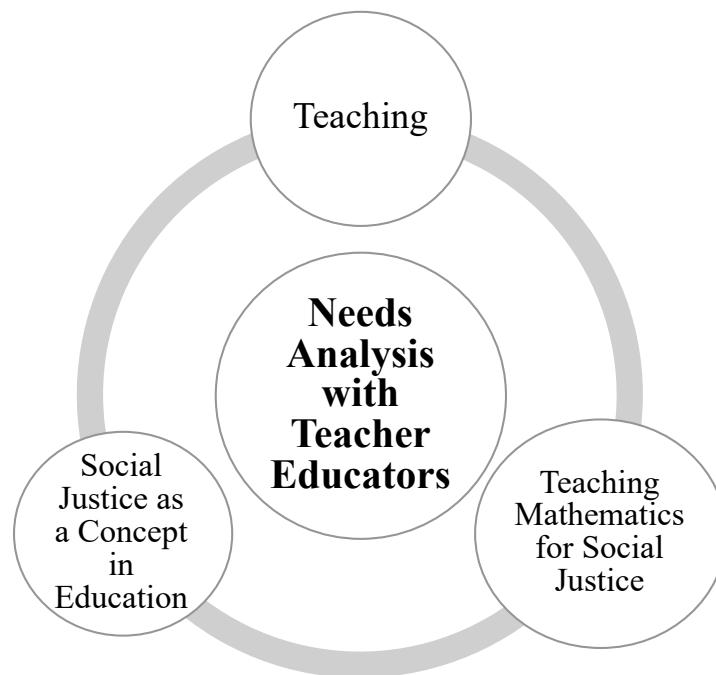 Teaching
Needs
Analysis
with
Teacher
Educators
Social
Justice as
a Concept
in
Education
Teaching
Mathematics
for Social
Justice